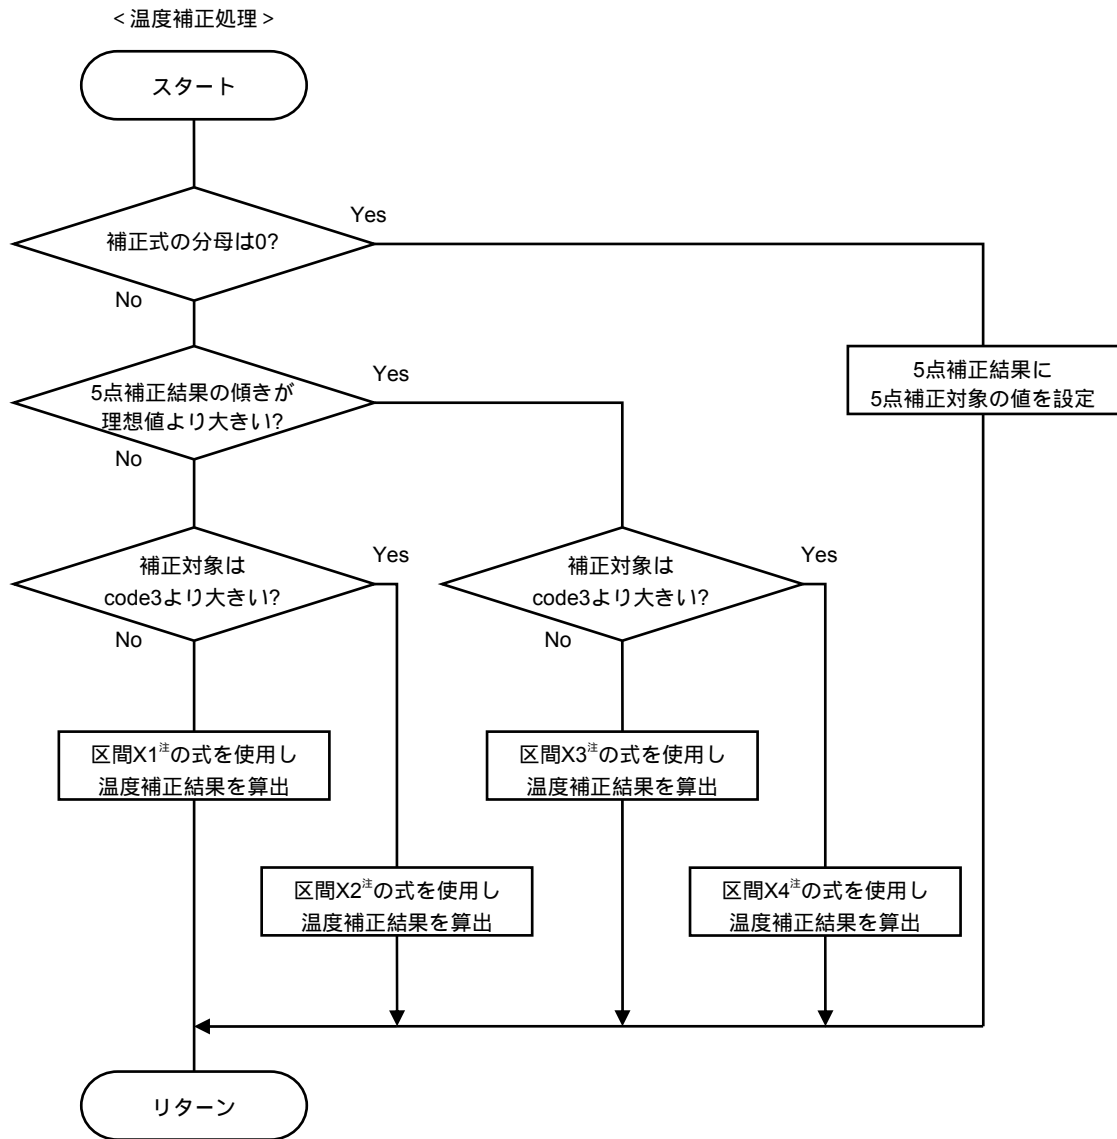 < 温度補正処理 >
スタート
補正式の分母は0?
Yes
No
5点補正結果に
5点補正対象の値を設定
5点補正結果の傾きが
理想値より大きい?
Yes
No
補正対象は
code3より大きい?
Yes
No
補正対象は
code3より大きい?
Yes
No
区間X1注の式を使用し
温度補正結果を算出
区間X3注の式を使用し
温度補正結果を算出
区間X2注の式を使用し
温度補正結果を算出
区間X4注の式を使用し
温度補正結果を算出
リターン